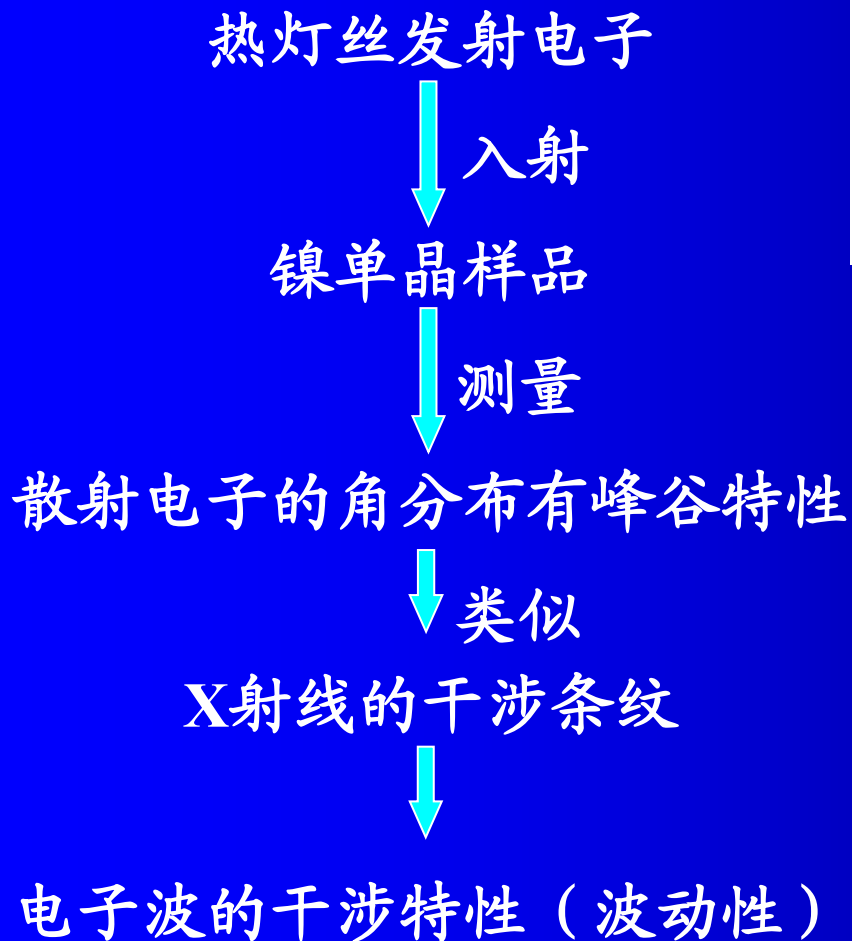 热灯丝发射电子
入射
镍单晶样品
测量
散射电子的角分布有峰谷特性
类似
X射线的干涉条纹
电子波的干涉特性（波动性）